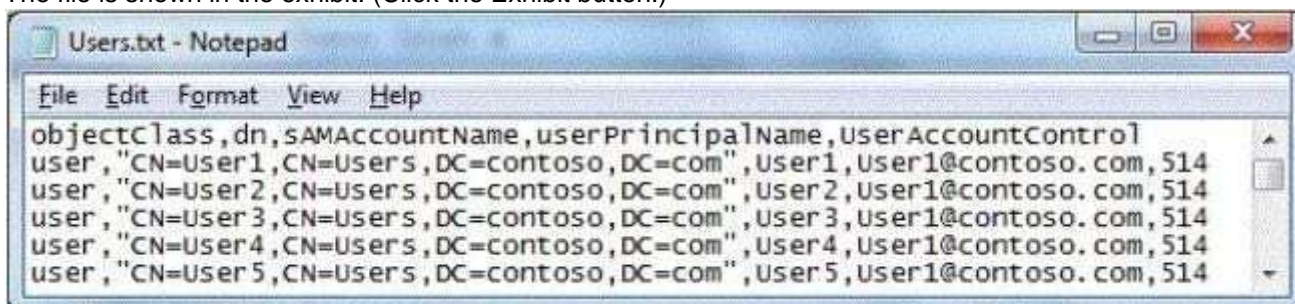 The file is shown in the exhibit. (Click the Exhibit button.)
Users.txt - Notepad
File Edit Format View Help
objectClass,dn,sAMAccountName,userPrincipalName,UserAccountControl
user,"CN=User1,CN=Users,DC=contoso,DC=com",User1,User1@contoso.com,514
user,"CN=User2,CN=Users,DC=contoso,DC=com",User2,User1@contoso.com,514
user,"CN=User3,CN=Users,DC=contoso,DC=com",User3,User1@contoso.com,514
user,"CN=User4,CN=Users,DC=contoso,DC=com",User4,User1@contoso.com,514
user,"CN=User5,CN=Users,DC=contoso,DC=com",User5,User1@contoso.com,514